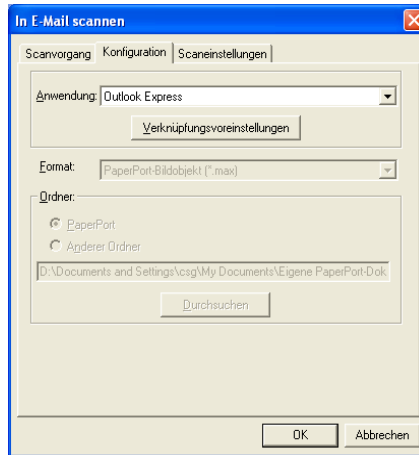 In E-Mail scannen
Scanvorgang Konfiguration Scaneinstellungen
Anwendung: Outlook Express
Verknüpfungsvoreinstellungen
Format: PaperPort-Bildobjekt (*.max)
Ordner:
PaperPort
Anderer Ordner
D:\Documents and Settings\csg\My Documents\Eigene PaperPort-Dok
Durchsuchen
OK Abbrechen